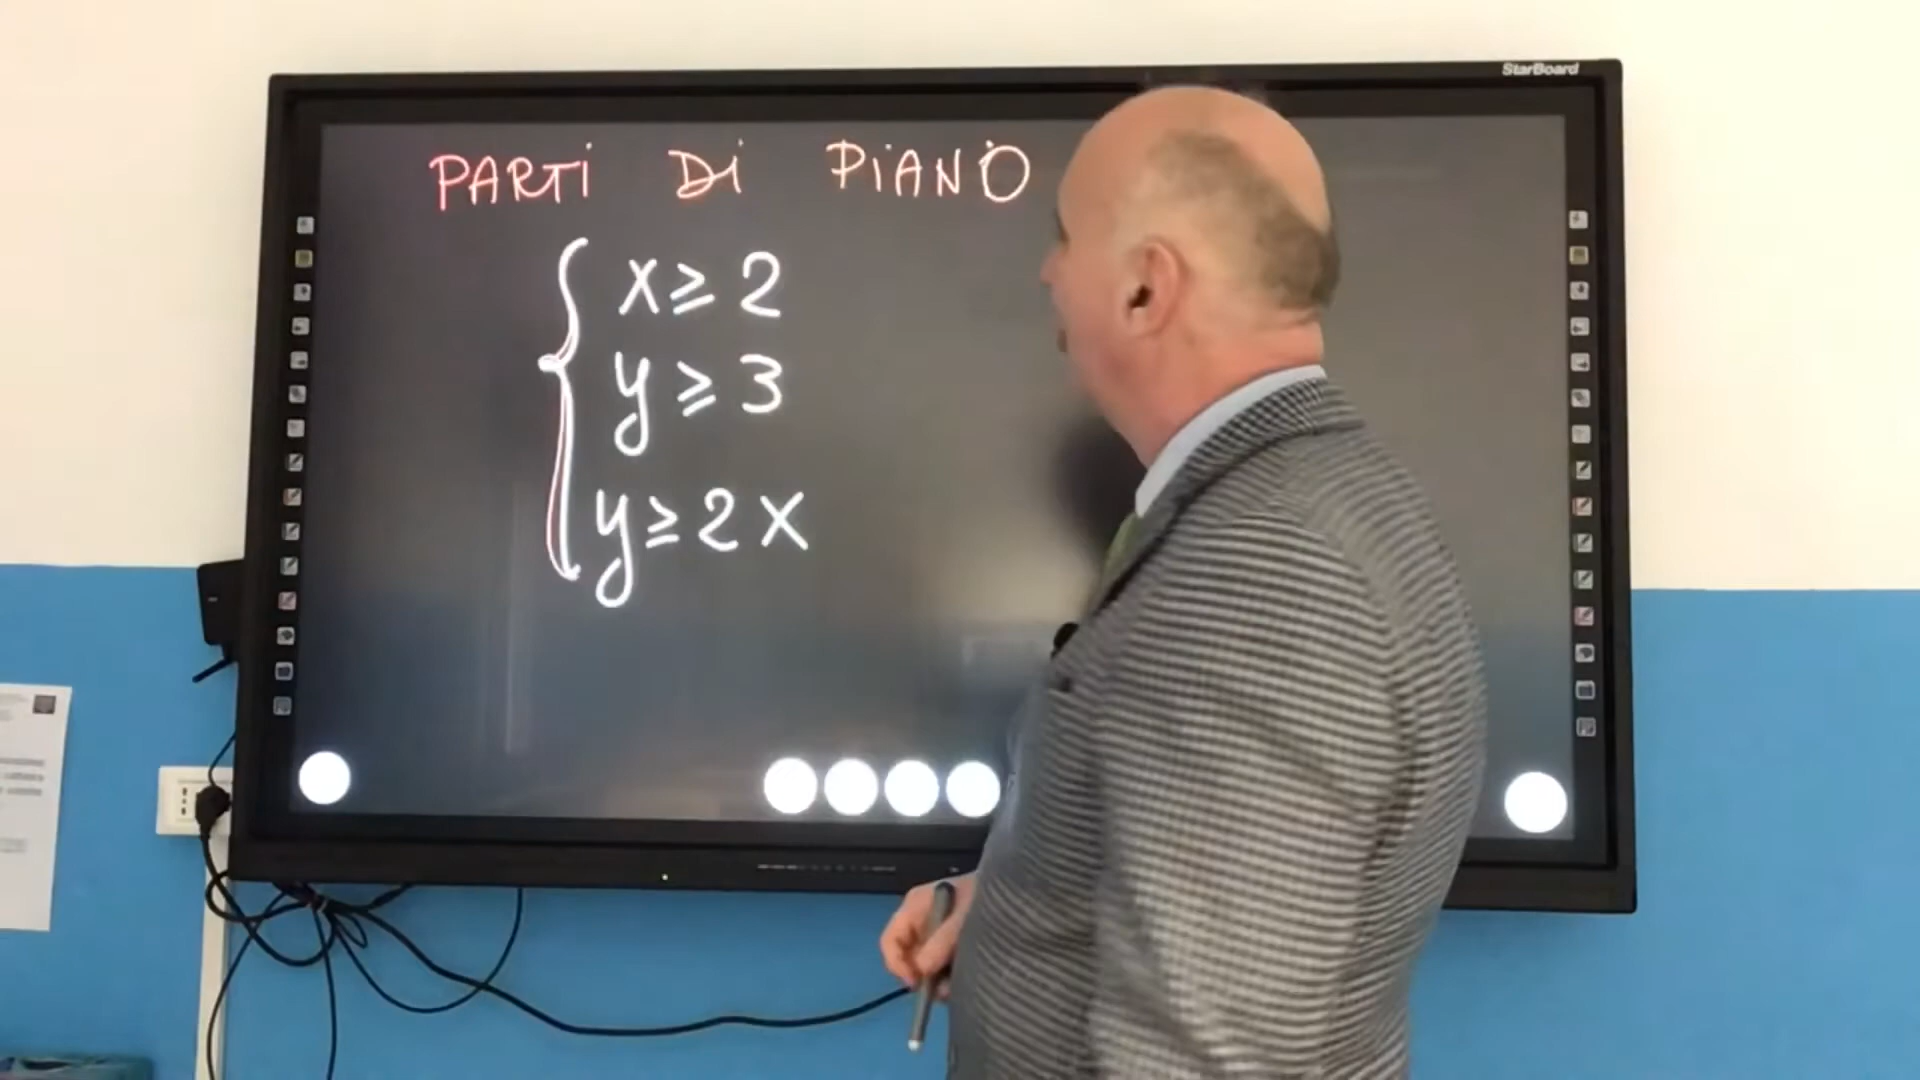 StarBoard
PARTI DI PIANO
x ≥ 2
y ≥ 3
y ≥ 2x